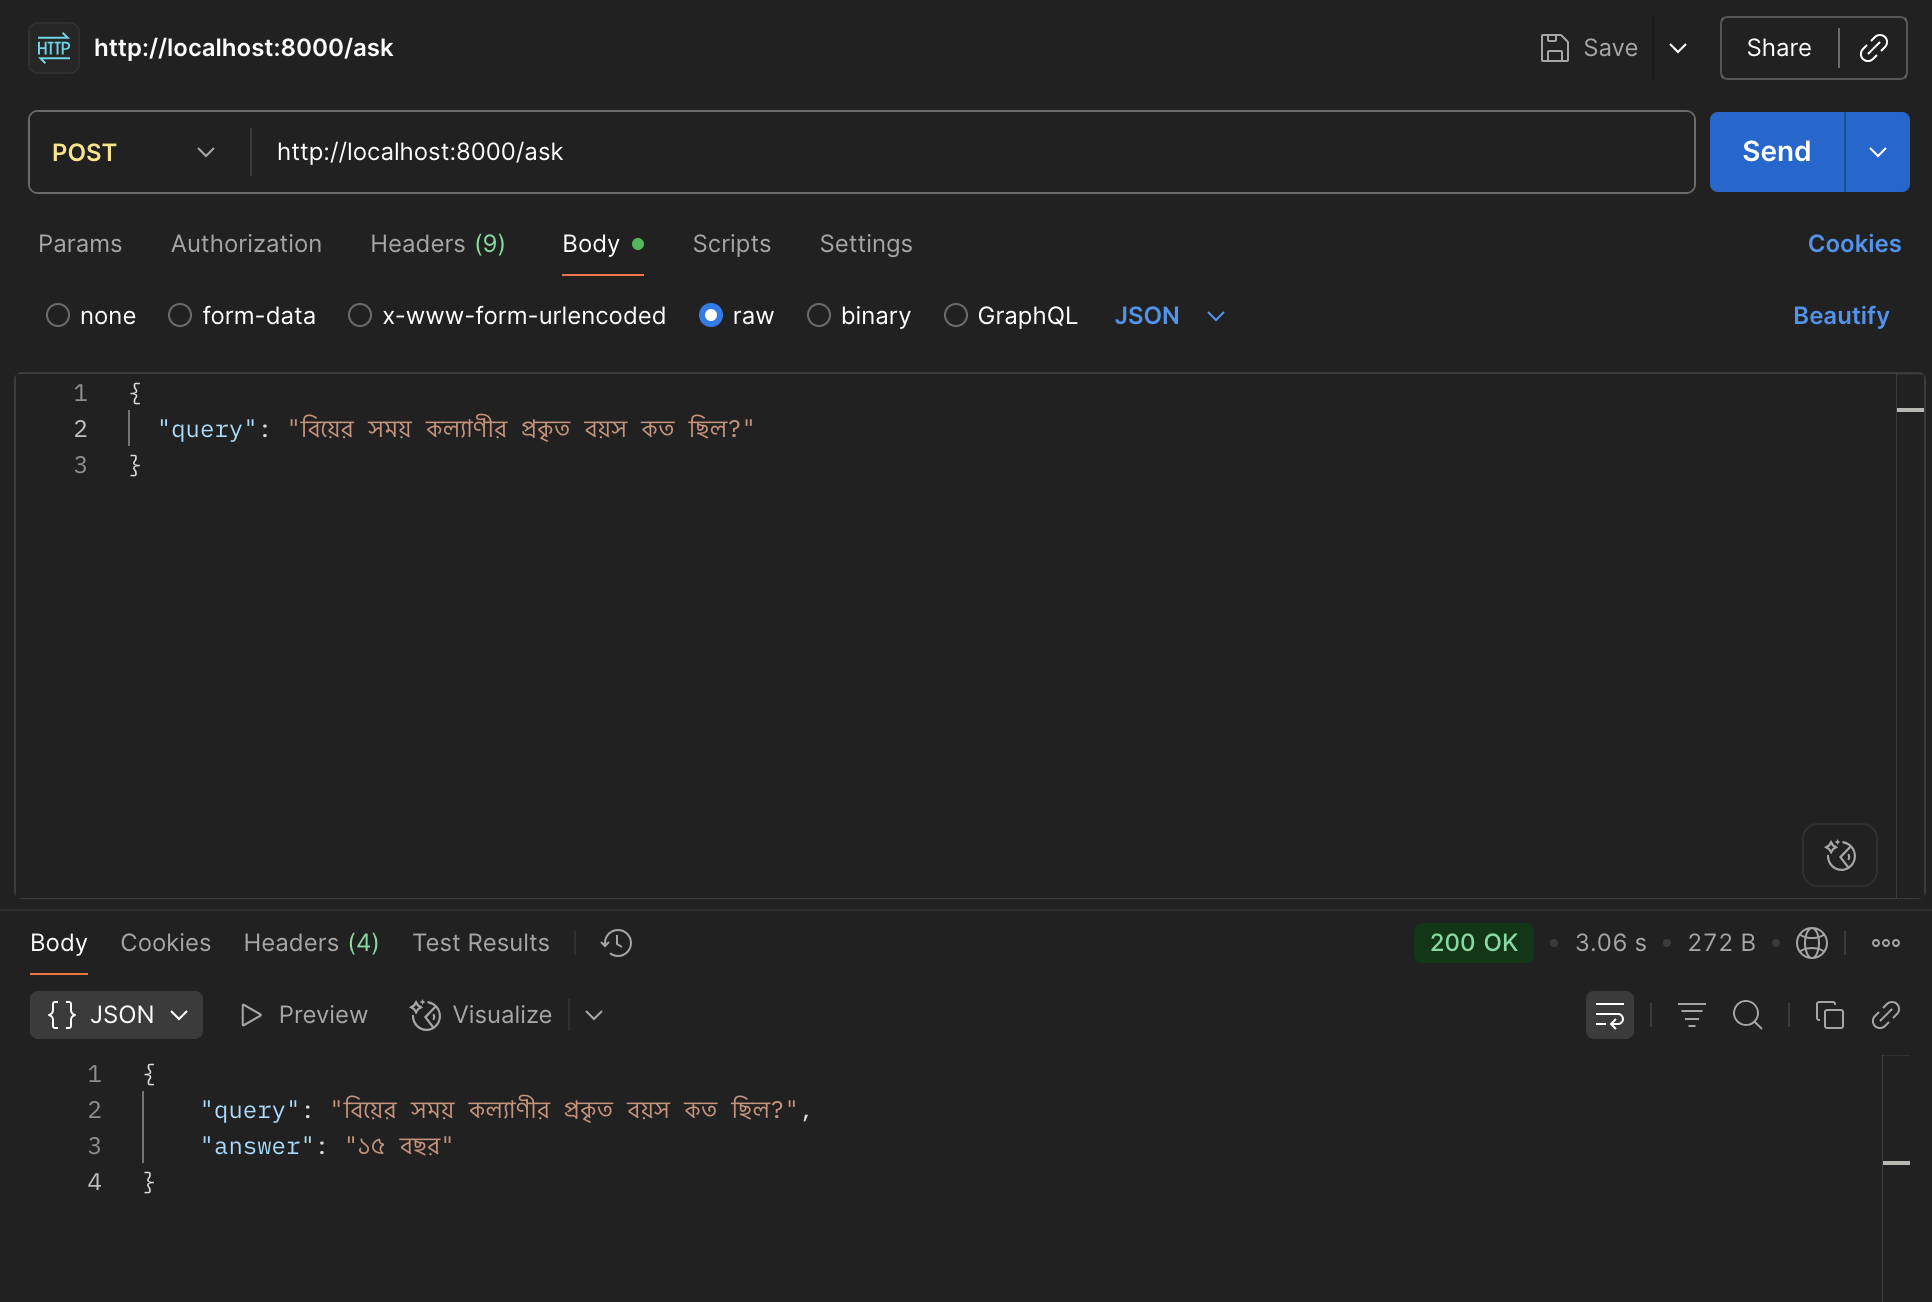 HTTP http://localhost:8000/ask Save Share
POST http://localhost:8000/ask Send
Params Authorization Headers (9) Body Scripts Settings Cookies
none form-data x-www-form-urlencoded raw binary GraphQL JSON Beautify
1 {
2 "query": "বিয়ের সময় কল্যাণীর প্রকৃত বয়স কত ছিল?"
3 }
Body Cookies Headers (4) Test Results 200 OK • 3.06 s • 272 B •
{} JSON Preview Visualize
1 {
2 "query": "বিয়ের সময় কল্যাণীর প্রকৃত বয়স কত ছিল?",
3 "answer": "১৫ বছর"
4 }